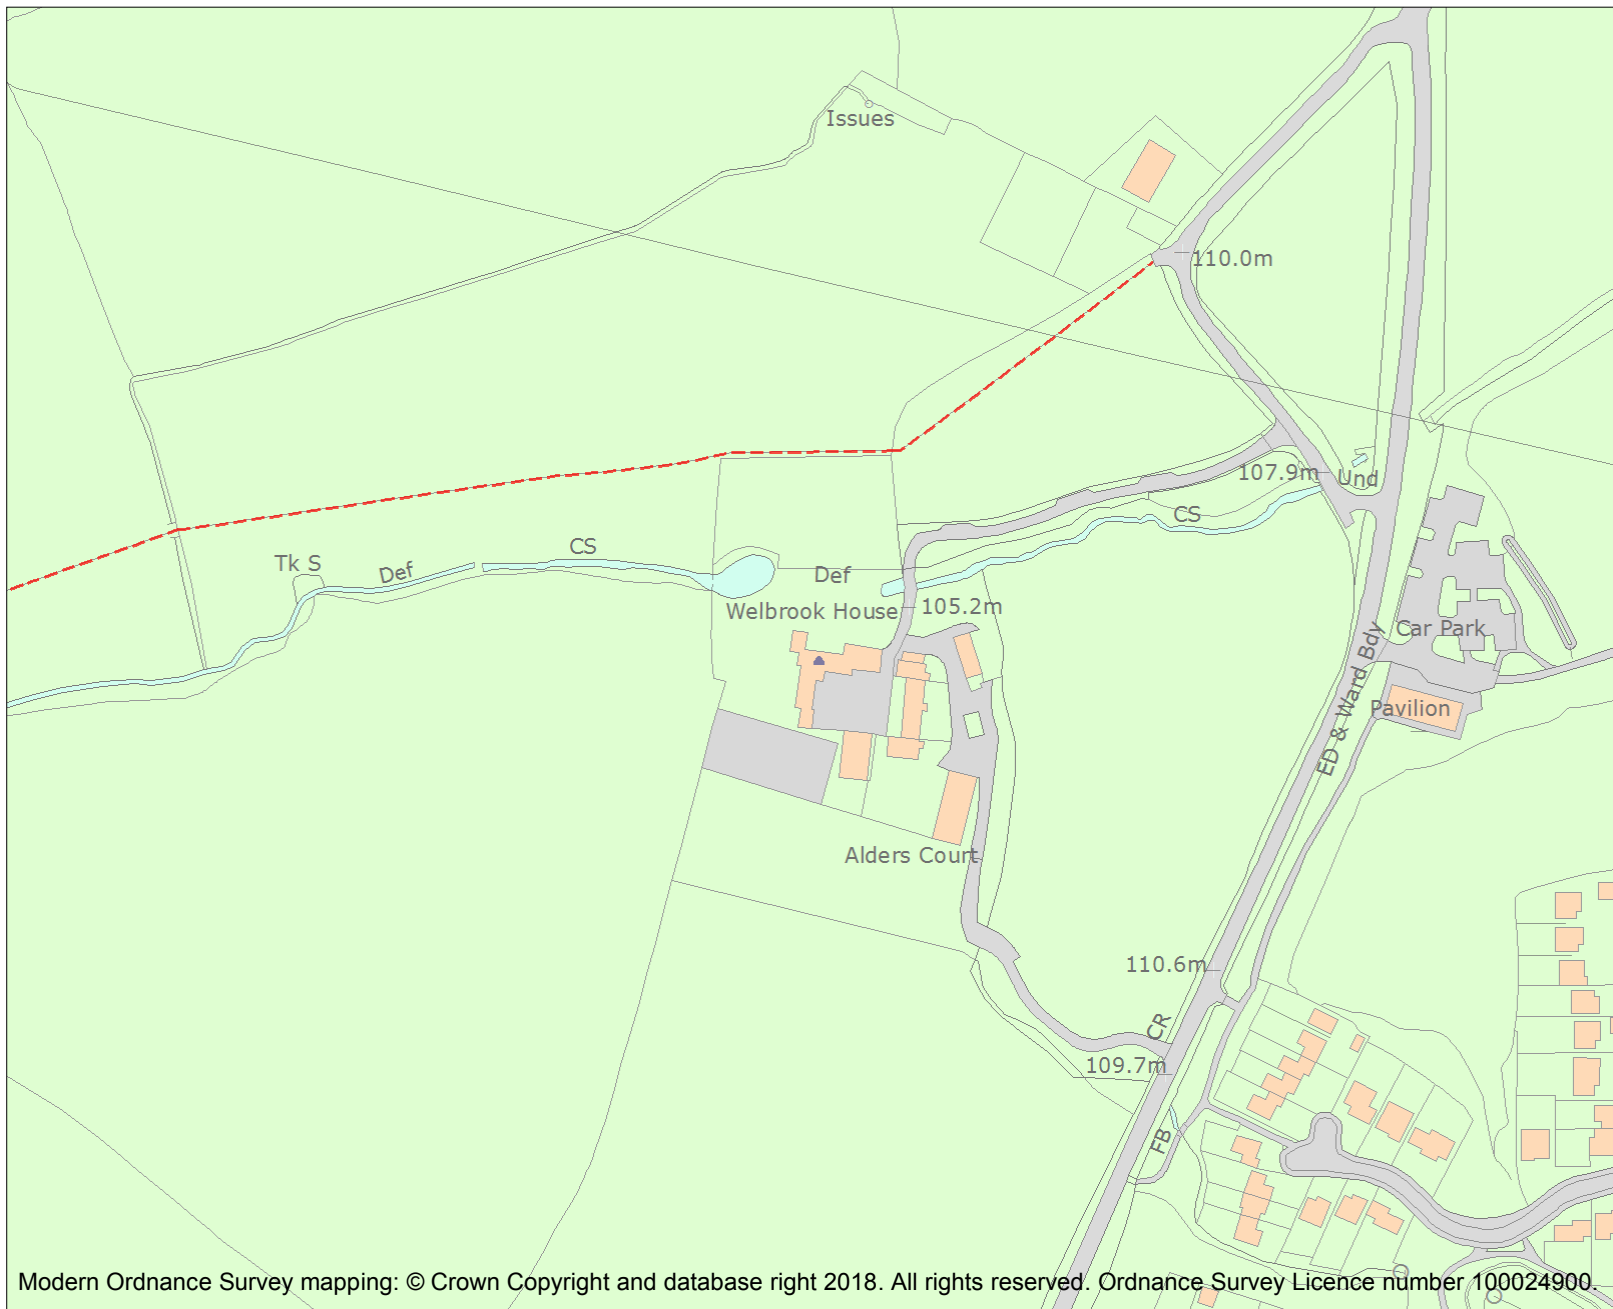 Issues
110.0m
107.9m
Und
CS
CS
Tk S
Def
Def
Welbrook House
105.2m
Car Park
ED & Ward Bdy
Pavilion
Alders Court
110.6m
CR
109.7m
FB
Modern Ordnance Survey mapping: © Crown Copyright and database right 2018. All rights reserved. Ordnance Survey Licence number 100024900.